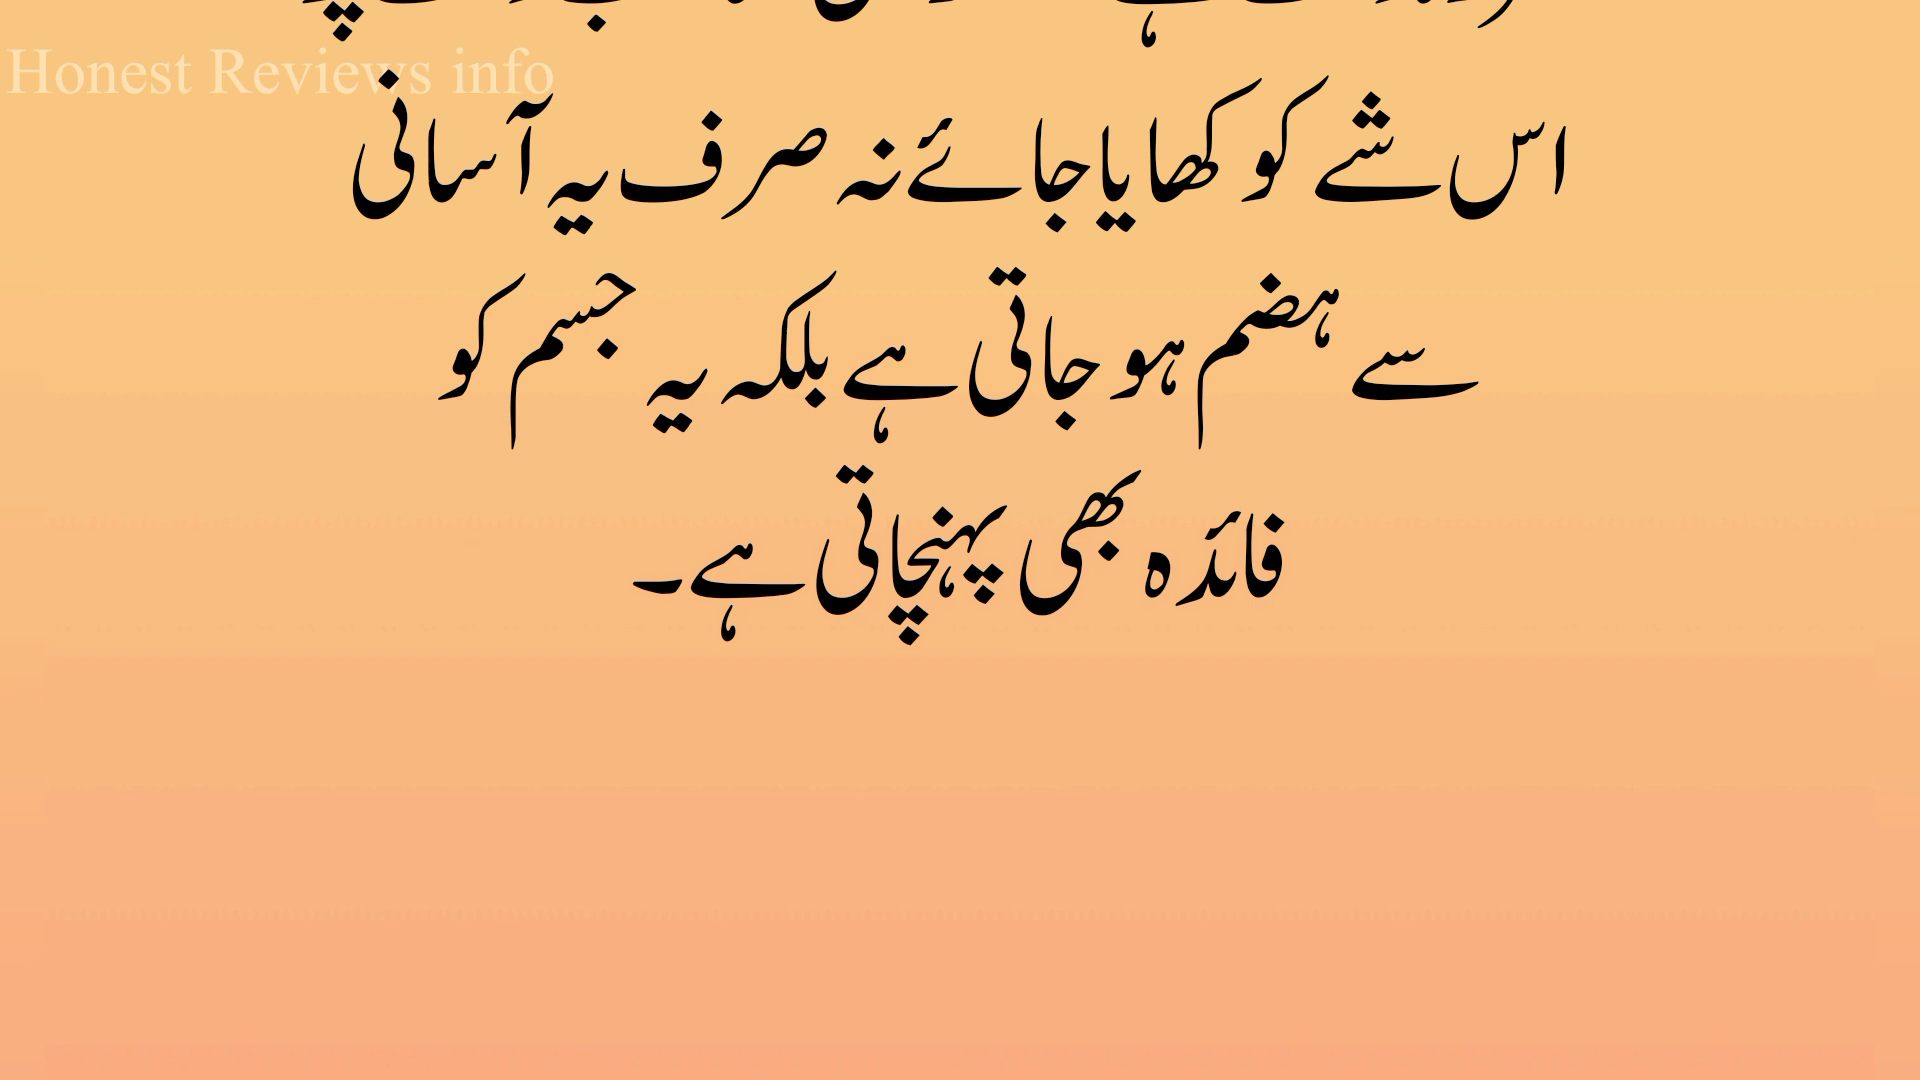 Honest Reviews info
اس شے کو کھایا جائے نہ صرف یہ آسانی
سے ہضم ہو جاتی ہے بلکہ یہ جسم کو
فائدہ بھی پہنچاتی ہے۔